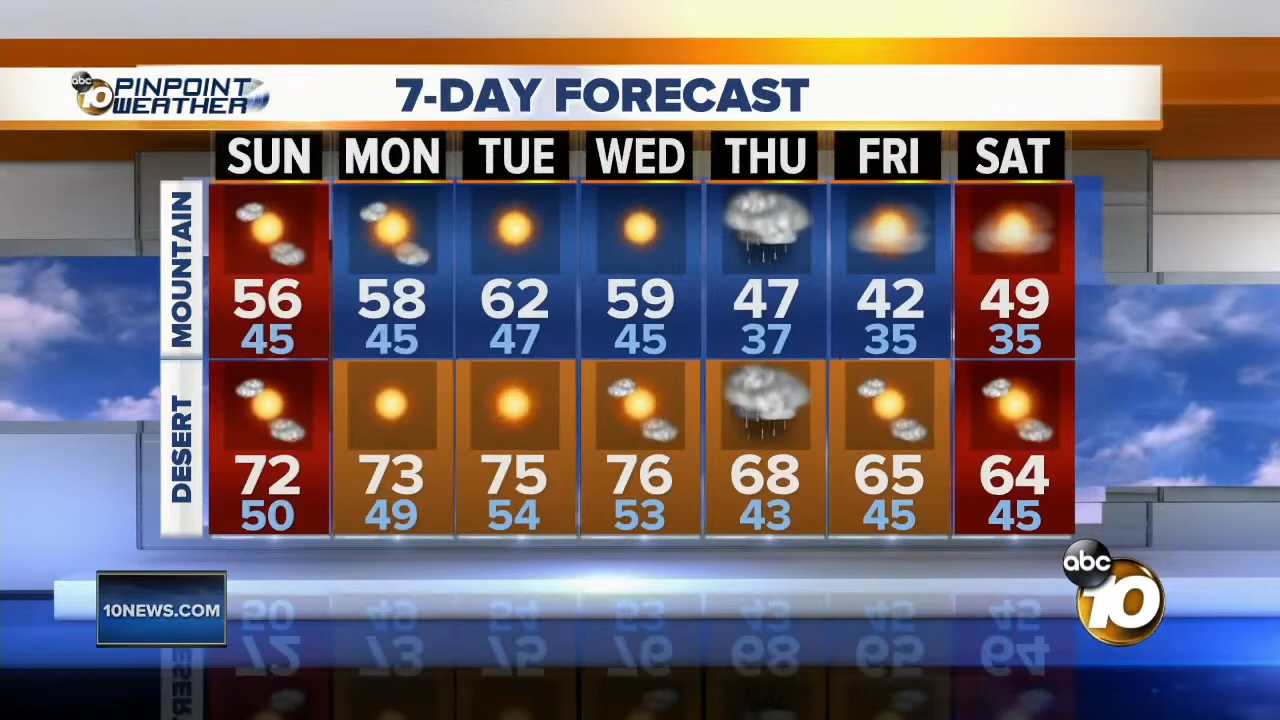 abc 10 PINPOINT WEATHER
7-DAY FORECAST
SUN MON TUE WED THU FRI SAT
MOUNTAIN
56 58 62 59 47 42 49
45 45 47 45 37 35 35
DESERT
72 73 75 76 68 65 64
50 49 54 53 43 45 45
10NEWS.COM
abc 10